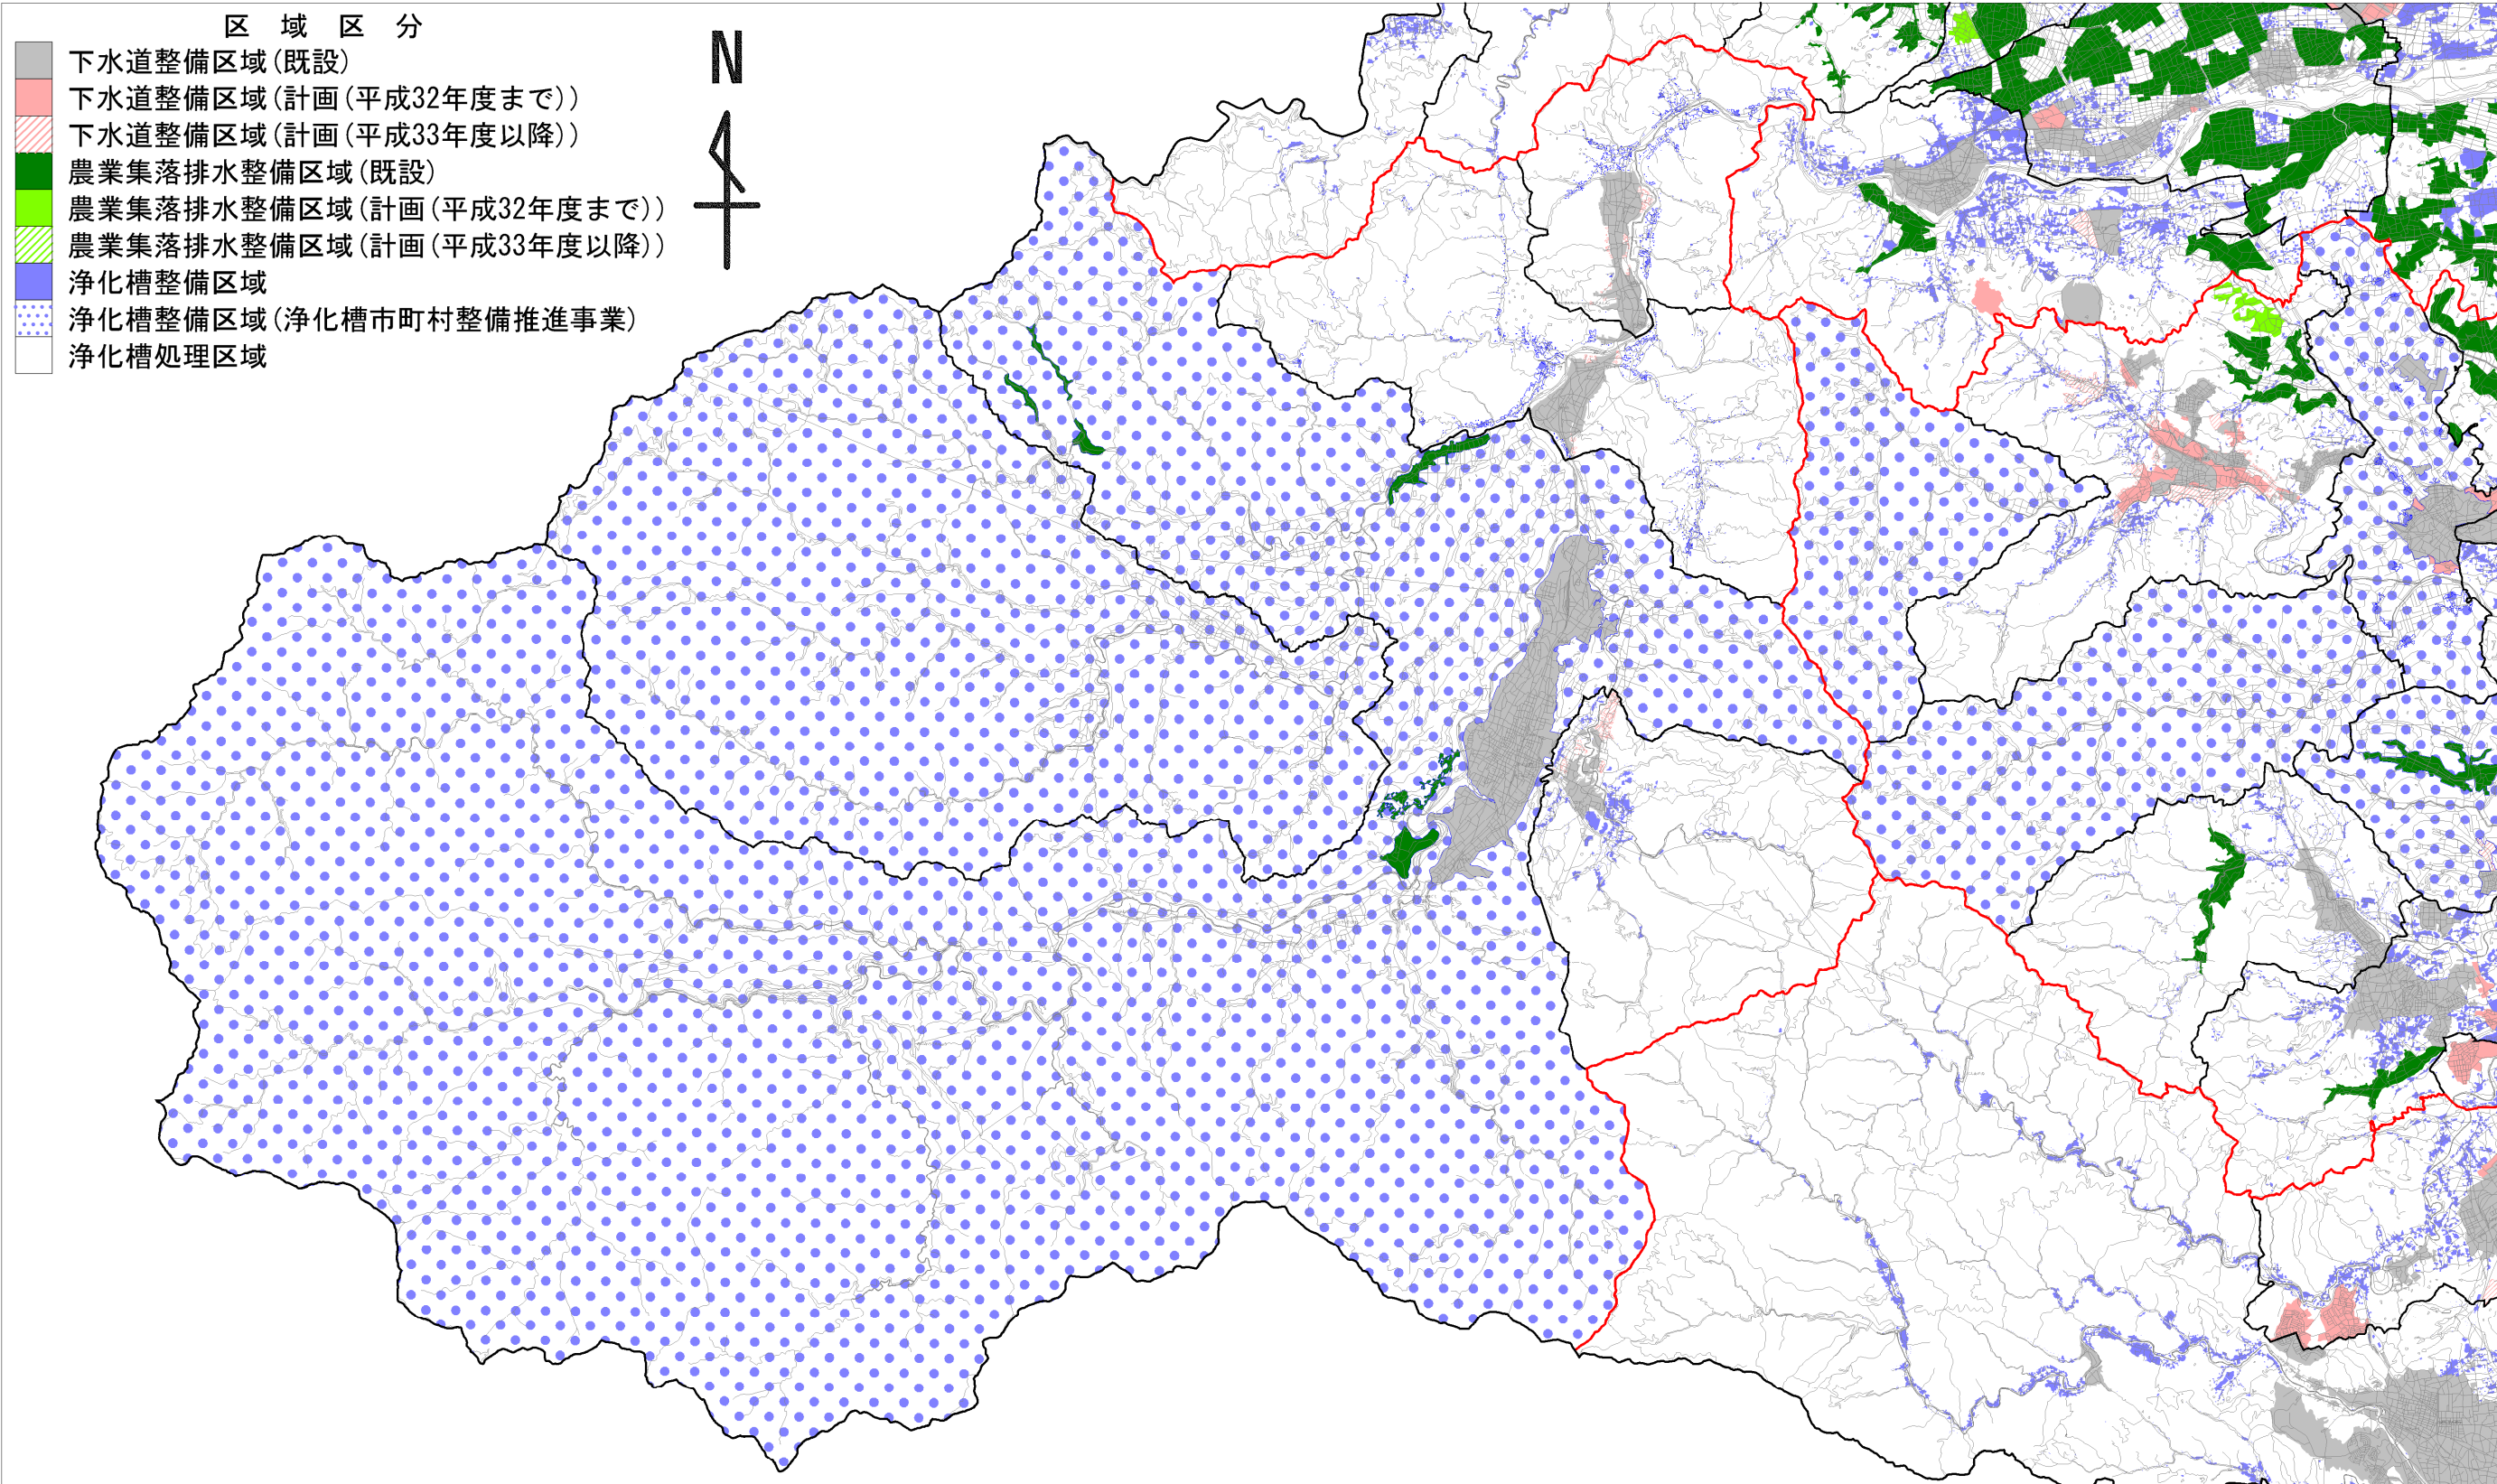 区 域 区 分
下水道整備区域(既設)
下水道整備区域(計画(平成32年度まで))
下水道整備区域(計画(平成33年度以降))
農業集落排水整備区域(既設)
農業集落排水整備区域(計画(平成32年度まで))
農業集落排水整備区域(計画(平成33年度以降))
浄化槽整備区域
浄化槽整備区域(浄化槽市町村整備推進事業)
浄化槽処理区域
N